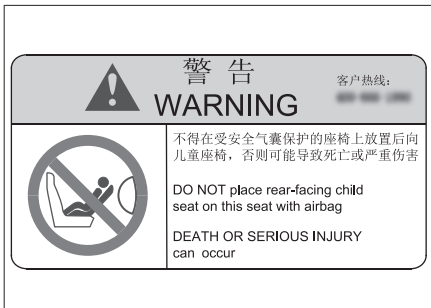 警告
客户热线:
WARNING
不得在受安全气囊保护的座椅上放置后向
儿童座椅，否则可能导致死亡或严重伤害
DO NOT place rear-facing child
seat on this seat with airbag
DEATH OR SERIOUS INJURY
can occur